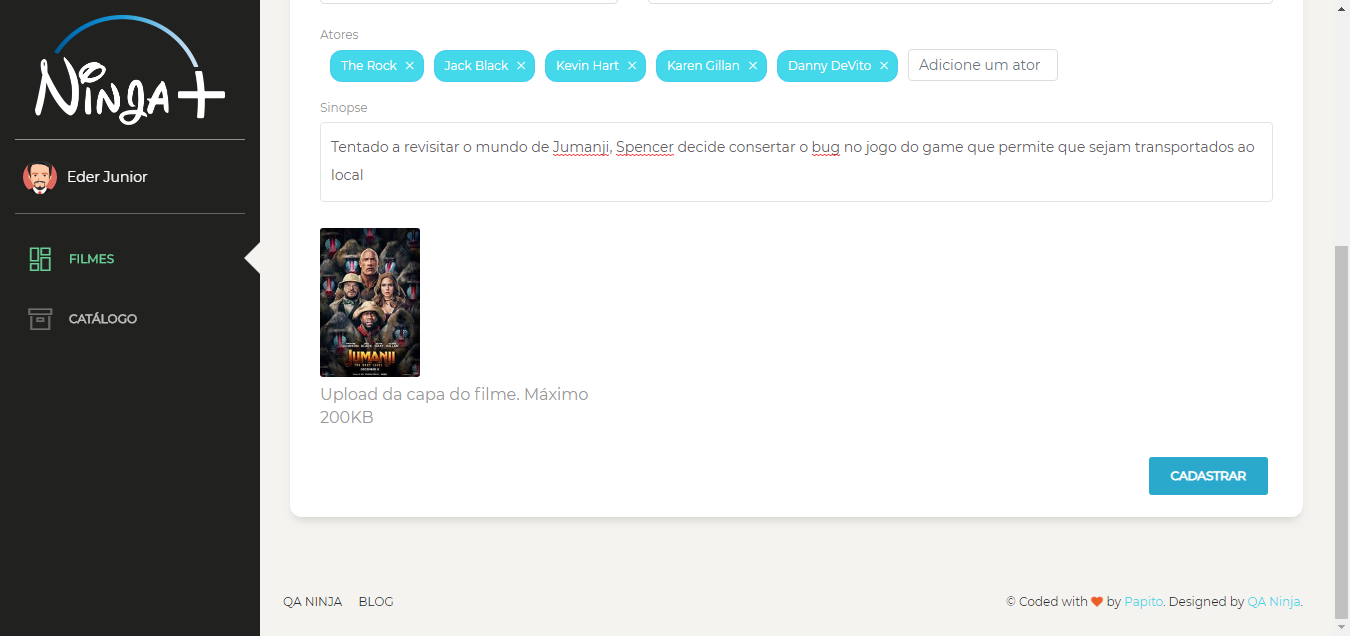 Ninja+
Eder Junior
FILMES
CATÁLOGO
Atores
The Rock × Jack Black × Kevin Hart × Karen Gillan × Danny DeVito × Adicione um ator
Sinopse
Tentado a revisitar o mundo de Jumanji, Spencer decide consertar o bug no jogo do game que permite que sejam transportados ao
local
JUMANJI
Upload da capa do filme. Máximo
200KB
CADASTRAR
QA NINJA BLOG
© Coded with by Papito. Designed by QA Ninja.